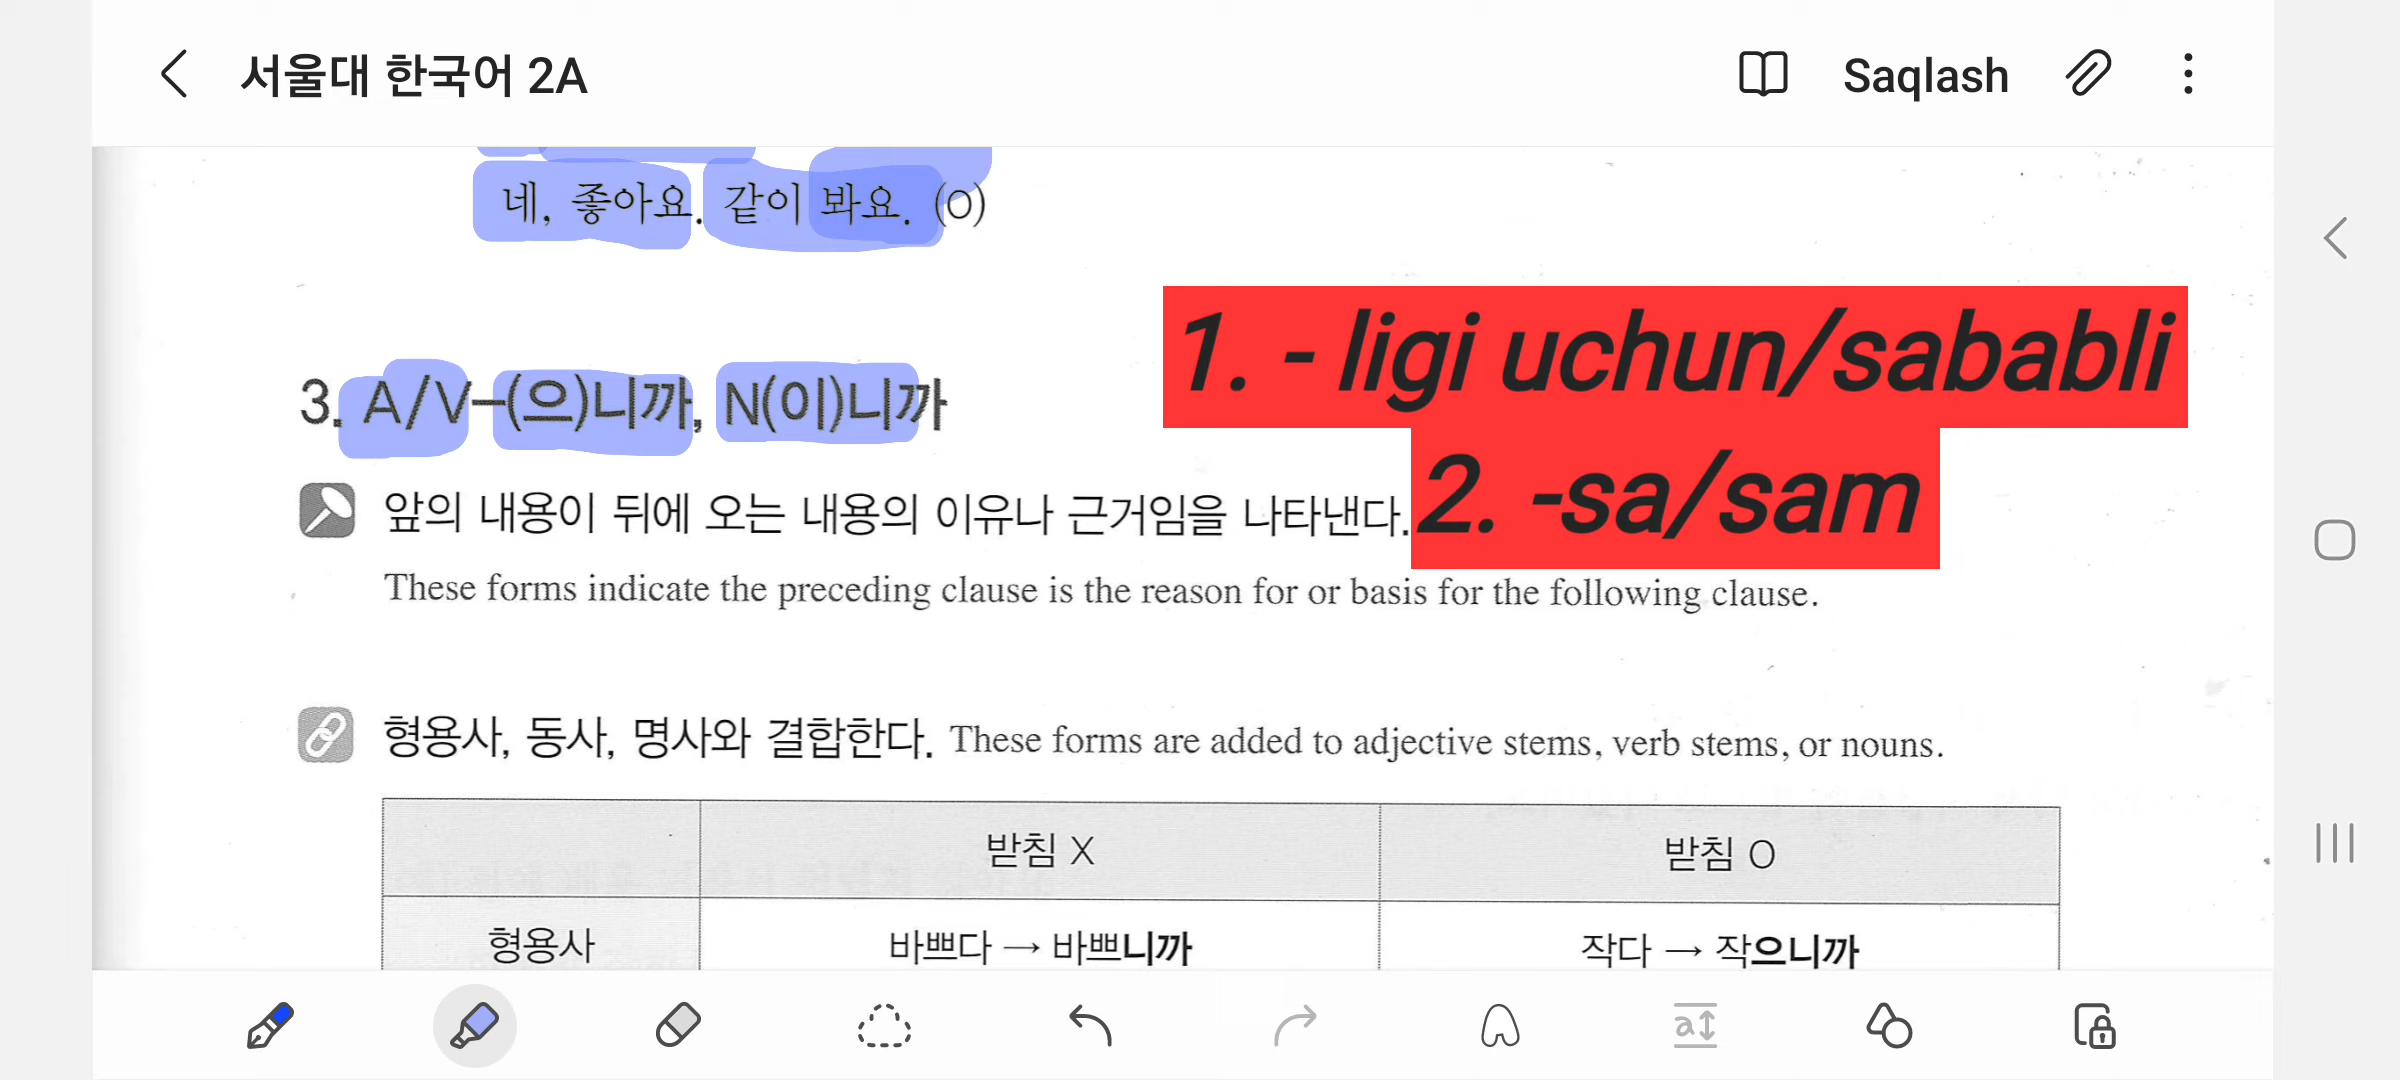 서울대 한국어 2A
Saqlash
네, 좋아요. 같이 봐요. (O)
1. - ligi uchun/sababli
3. A/V-(으)니까, N(이)니까
2. -sa/sam
앞의 내용이 뒤에 오는 내용의 이유나 근거임을 나타낸다.
These forms indicate the preceding clause is the reason for or basis for the following clause.
형용사, 동사, 명사와 결합한다. These forms are added to adjective stems, verb stems, or nouns.
받침 X 받침 O
형용사 바쁘다 → 바쁘니까 작다 → 작으니까